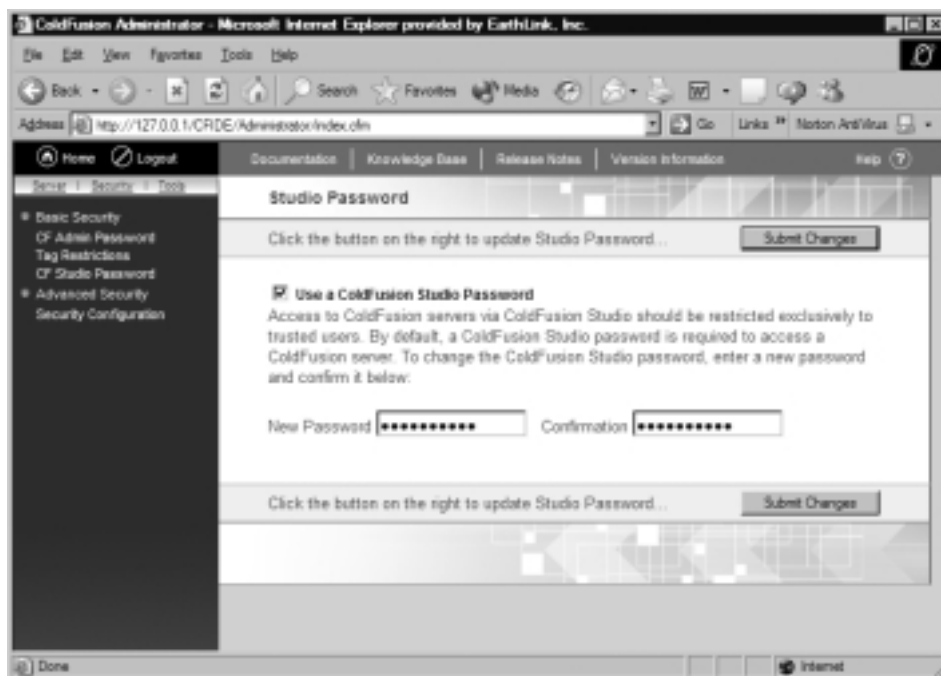 ColdFusion Administrator - Microsoft Internet Explorer provided by EarthLink, Inc.
File Edit View Favorites Tools Help
Back Search Favorites Media
Address http://127.0.0.1/CFIDE/Administrator/index.cfm Go Links » Norton AntiVirus
Home Logout Documentation | Knowledge Base | Release Notes | Version Information Help ?
Server | Security | Tools
Studio Password
Basic Security
CF Admin Password
Tag Restrictions
CF Studio Password
Advanced Security
Security Configuration
Click the button on the right to update Studio Password... Submit Changes
Use a ColdFusion Studio Password
Access to ColdFusion servers via ColdFusion Studio should be restricted exclusively to
trusted users. By default, a ColdFusion Studio password is required to access a
ColdFusion server. To change the ColdFusion Studio password, enter a new password
and confirm it below:
New Password •••••••••• Confirmation ••••••••••
Click the button on the right to update Studio Password... Submit Changes
Done Internet